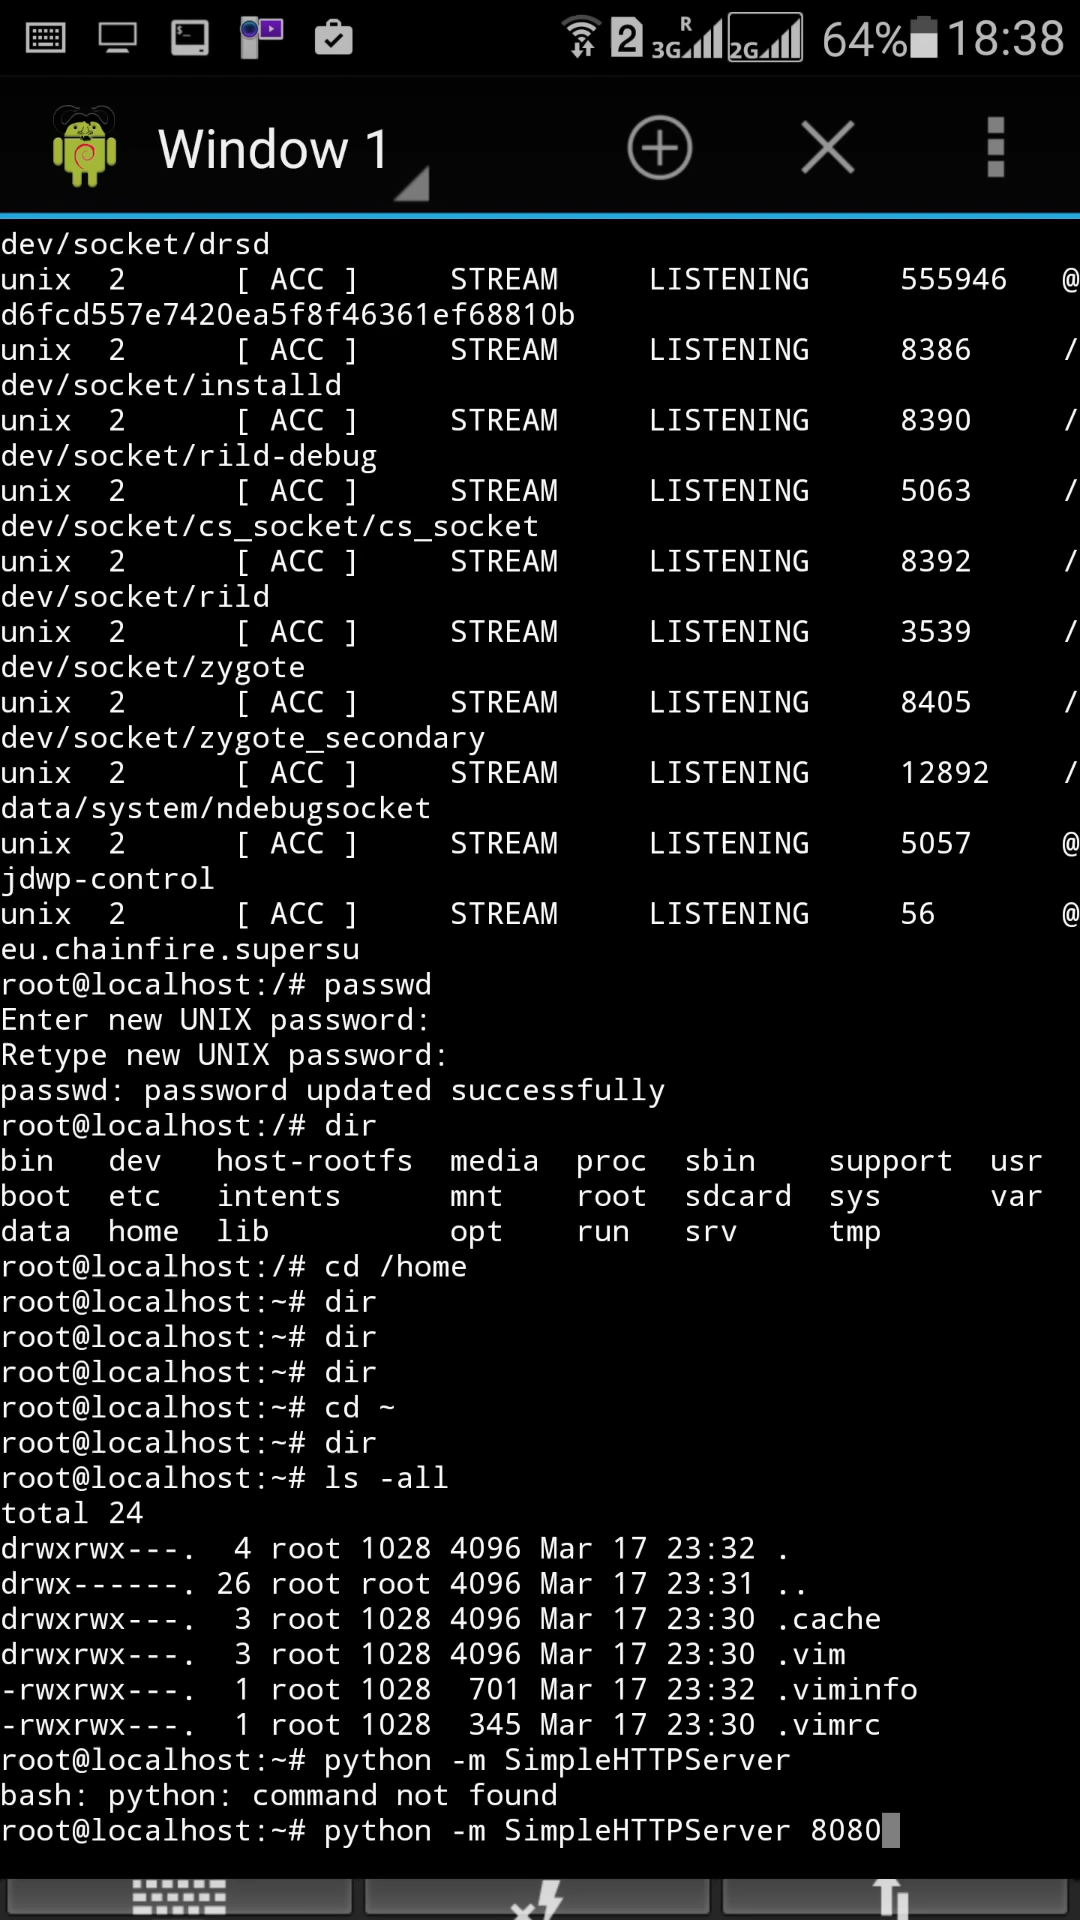 2 R 3G 2G 64% 18:38
Window 1
dev/socket/drsd
unix  2      [ ACC ]     STREAM     LISTENING     555946   @
d6fcd557e7420ea5f8f46361ef68810b
unix  2      [ ACC ]     STREAM     LISTENING     8386     /
dev/socket/installd
unix  2      [ ACC ]     STREAM     LISTENING     8390     /
dev/socket/rild-debug
unix  2      [ ACC ]     STREAM     LISTENING     5063     /
dev/socket/cs_socket/cs_socket
unix  2      [ ACC ]     STREAM     LISTENING     8392     /
dev/socket/rild
unix  2      [ ACC ]     STREAM     LISTENING     3539     /
dev/socket/zygote
unix  2      [ ACC ]     STREAM     LISTENING     8405     /
dev/socket/zygote_secondary
unix  2      [ ACC ]     STREAM     LISTENING     12892    /
data/system/ndebugsocket
unix  2      [ ACC ]     STREAM     LISTENING     5057     @
jdwp-control
unix  2      [ ACC ]     STREAM     LISTENING     56       @
eu.chainfire.supersu
root@localhost:/# passwd
Enter new UNIX password:
Retype new UNIX password:
passwd: password updated successfully
root@localhost:/# dir
bin   dev   host-rootfs  media  proc  sbin    support  usr
boot  etc   intents      mnt    root  sdcard  sys      var
data  home  lib          opt    run   srv     tmp
root@localhost:/# cd /home
root@localhost:~# dir
root@localhost:~# dir
root@localhost:~# dir
root@localhost:~# cd ~
root@localhost:~# dir
root@localhost:~# ls -all
total 24
drwxrwx---.  4 root 1028 4096 Mar 17 23:32 .
drwx------. 26 root root 4096 Mar 17 23:31 ..
drwxrwx---.  3 root 1028 4096 Mar 17 23:30 .cache
drwxrwx---.  3 root 1028 4096 Mar 17 23:30 .vim
-rwxrwx---.  1 root 1028  701 Mar 17 23:32 .viminfo
-rwxrwx---.  1 root 1028  345 Mar 17 23:30 .vimrc
root@localhost:~# python -m SimpleHTTPServer
bash: python: command not found
root@localhost:~# python -m SimpleHTTPServer 8080